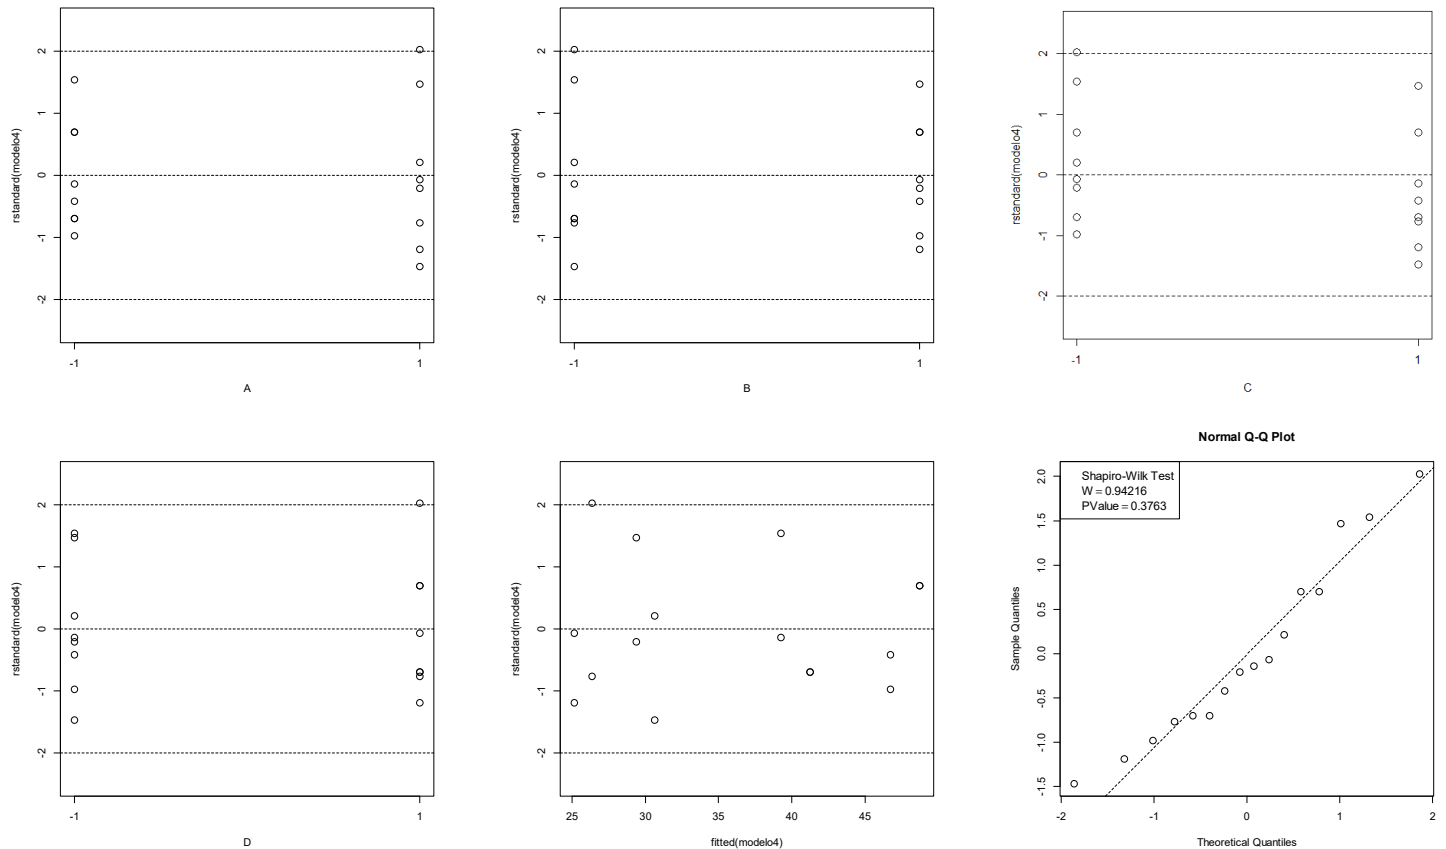 rstandard(modelo4)
2
1
0
-1
-2
-1 1
A
rstandard(modelo4)
2
1
0
-1
-2
-1 1
B
rstandard(modelo4)
2
1
0
-1
-2
-1 1
C
rstandard(modelo4)
2
1
0
-1
-2
-1 1
D
rstandard(modelo4)
2
1
0
-1
-2
25 30 35 40 45
fitted(modelo4)
Normal Q-Q Plot
Shapiro-Wilk Test
W = 0.94216
PValue = 0.3763
Sample Quantiles
2.0
1.5
1.0
0.5
0.0
-0.5
-1.0
-1.5
-2 -1 0 1 2
Theoretical Quantiles